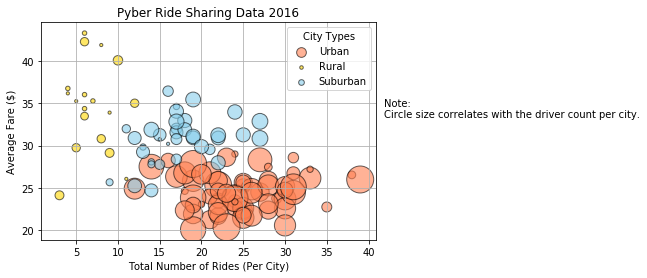 Pyber Ride Sharing Data 2016
Average Fare ($)
40
35
30
25
20
City Types
Urban
Rural
Suburban
Note:
Circle size correlates with the driver count per city.
5
10
15
20
25
30
35
40
Total Number of Rides (Per City)